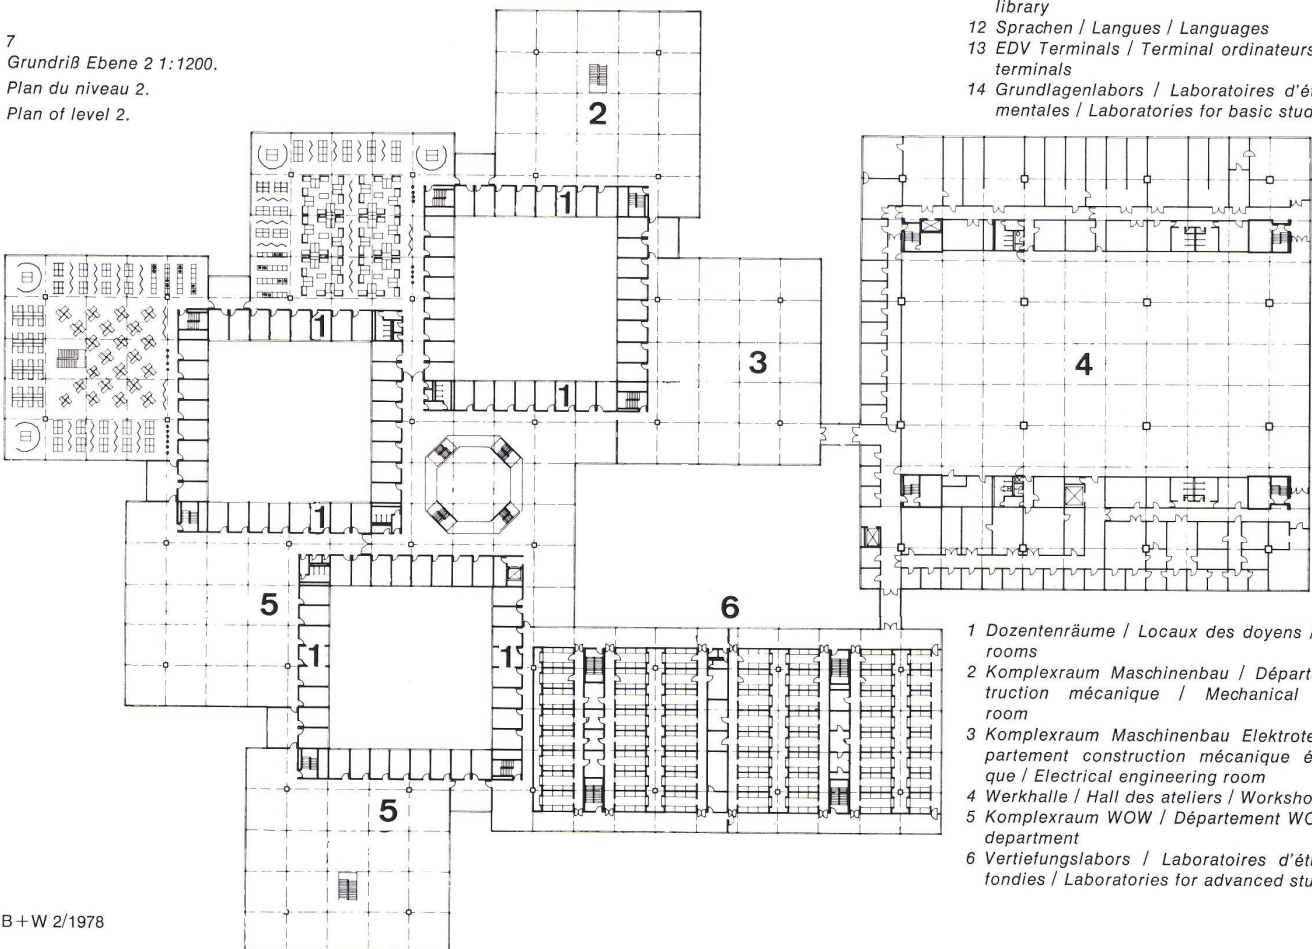 7
Grundriß Ebene 2 1:1200.
Plan du niveau 2.
Plan of level 2.
library
12 Sprachen / Langues / Languages
13 EDV Terminals / Terminal ordinateurs
terminals
14 Grundlagenlabors / Laboratoires d'ét
mentales / Laboratories for basic stud
2
1
1
3
4
1
1
5
6
1
1
5
1 Dozentenräume / Locaux des doyens /
rooms
2 Komplexraum Maschinenbau / Départ
truction mécanique / Mechanical
room
3 Komplexraum Maschinenbau Elektrote
partement construction mécanique é
que / Electrical engineering room
4 Werkhalle / Hall des ateliers / Worksho
5 Komplexraum WOW / Département WO
department
6 Vertiefungslabors / Laboratoires d'ét
fondies / Laboratories for advanced stu
B+W 2/1978